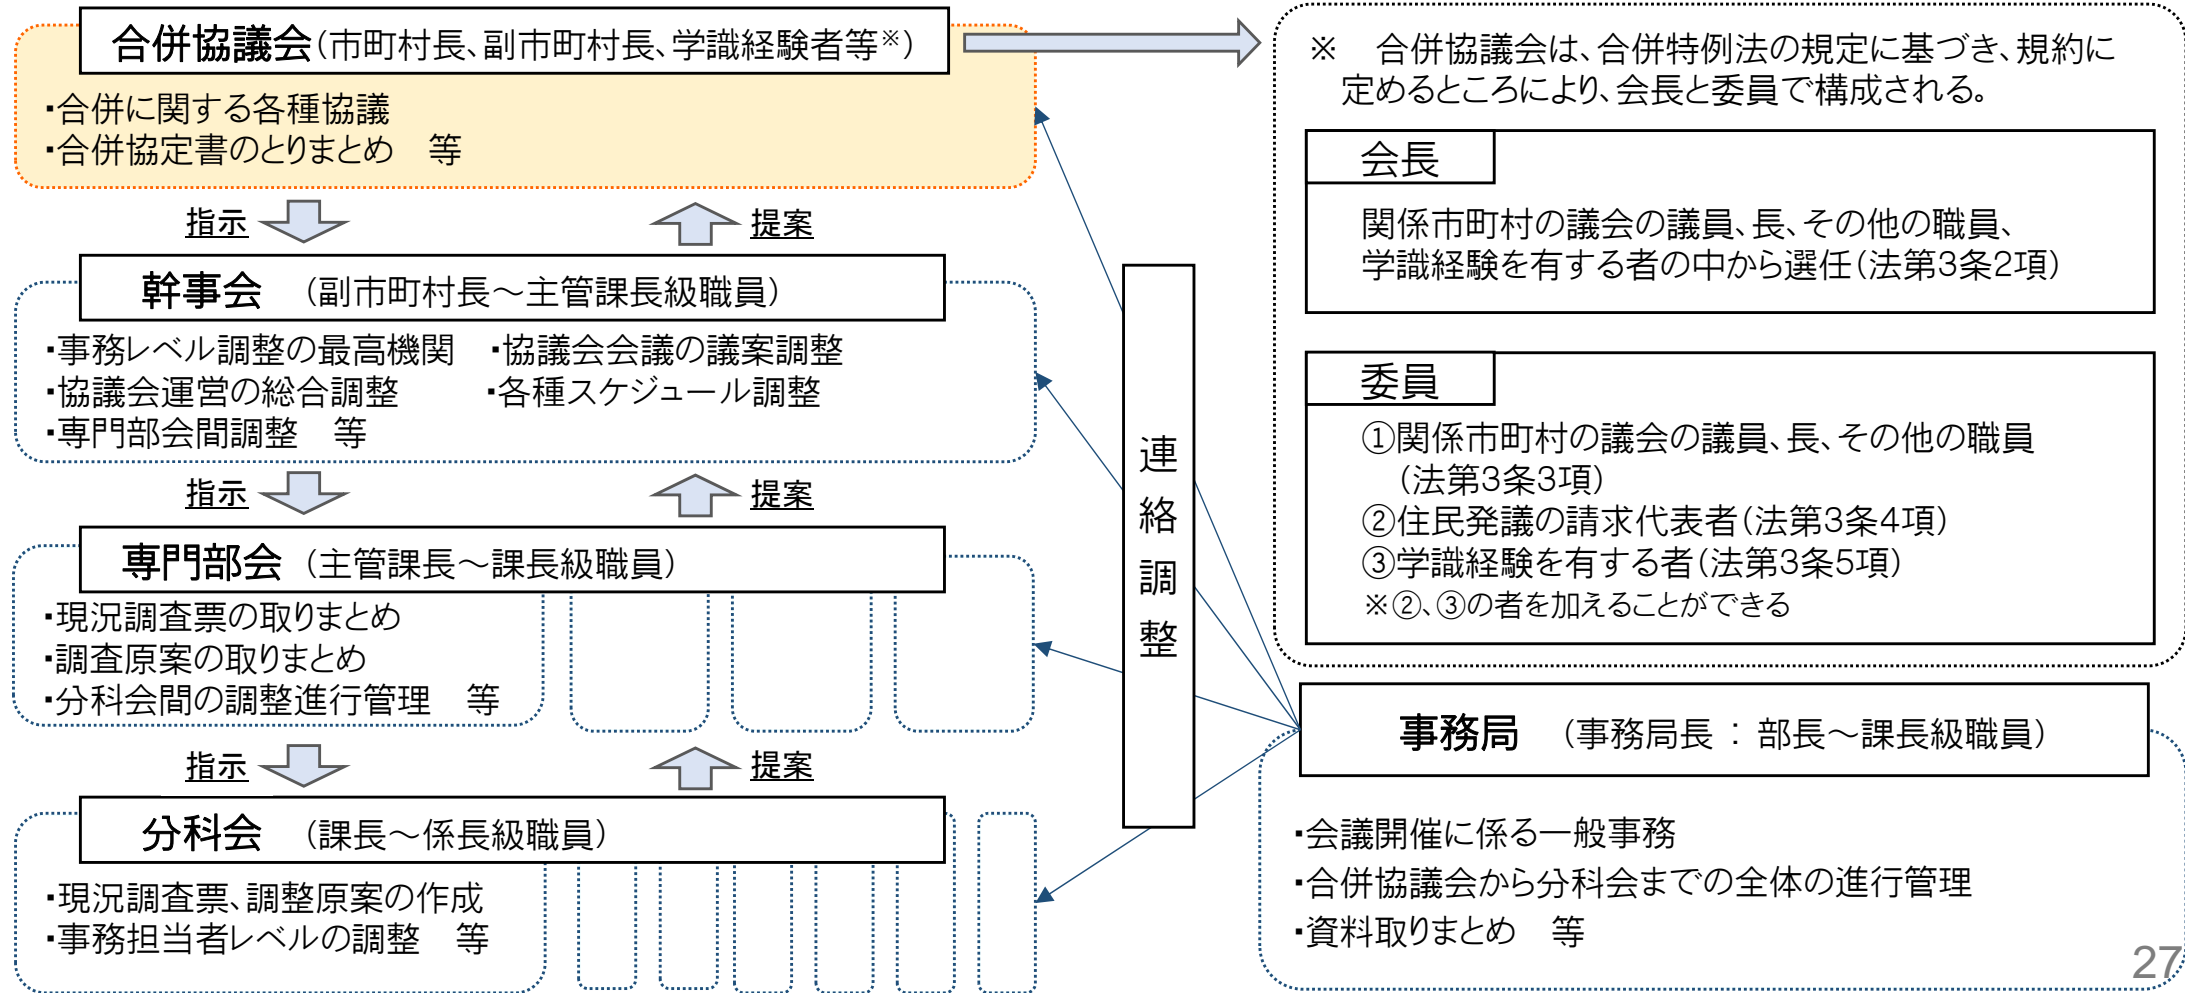 合併協議会(市町村長、副市町村長、学識経験者等※)
・合併に関する各種協議
・合併協定書のとりまとめ　等
指示
提案
幹事会　(副市町村長～主管課長級職員)
・事務レベル調整の最高機関　・協議会会議の議案調整
・協議会運営の総合調整　・各種スケジュール調整
・専門部会間調整　等
指示
提案
専門部会　(主管課長～課長級職員)
・現況調査票の取りまとめ
・調査原案の取りまとめ
・分科会間の調整進行管理　等
指示
提案
分科会　(課長～係長級職員)
・現況調査票、調整原案の作成
・事務担当者レベルの調整　等
連絡調整
※　合併協議会は、合併特例法の規定に基づき、規約に
定めるところにより、会長と委員で構成される。
会長
関係市町村の議会の議員、長、その他の職員、
学識経験を有する者の中から選任(法第3条2項)
委員
①関係市町村の議会の議員、長、その他の職員
(法第3条3項)
②住民発議の請求代表者(法第3条4項)
③学識経験を有する者(法第3条5項)
※②、③の者を加えることができる
事務局　(事務局長：部長～課長級職員)
・会議開催に係る一般事務
・合併協議会から分科会までの全体の進行管理
・資料取りまとめ　等
27